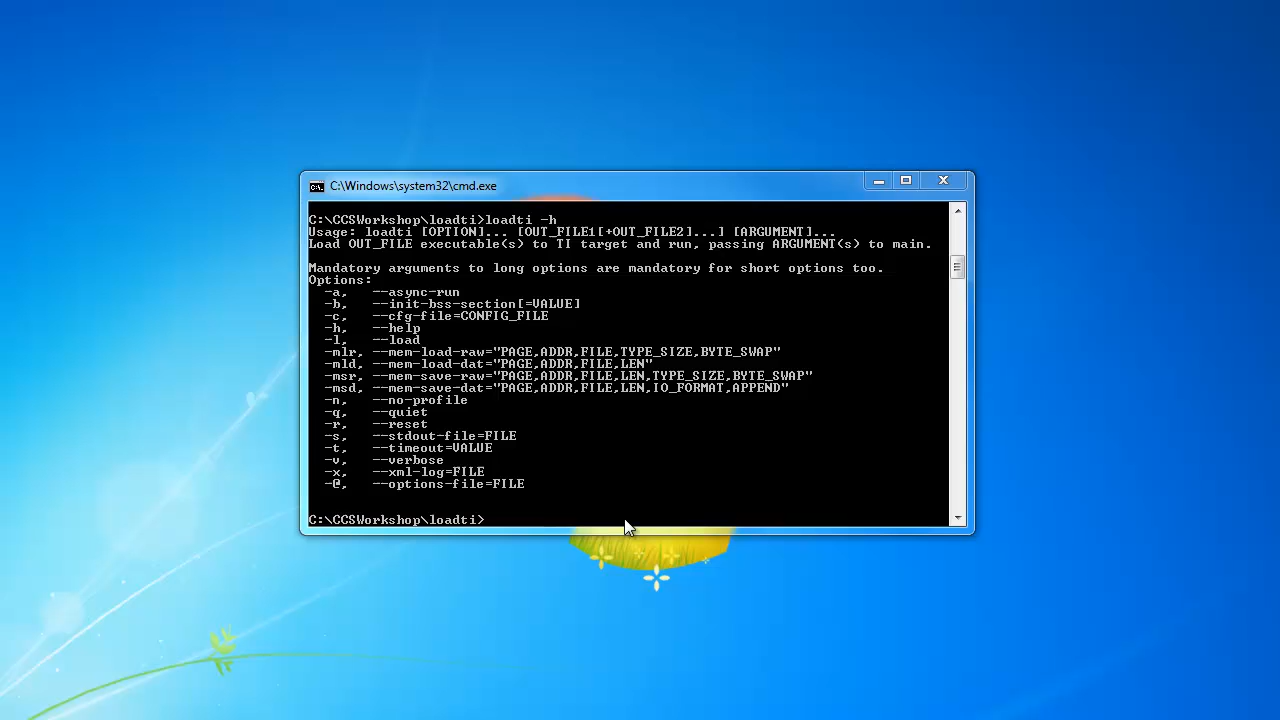 C:\Windows\system32\cmd.exe
C:\CCSWorkshop\loadti>loadti -h
Usage: loadti [OPTION]... [OUT_FILE1[+OUT_FILE2]...] [ARGUMENT]...
Load OUT_FILE executable(s) to TI target and run, passing ARGUMENT(s) to main.
Mandatory arguments to long options are mandatory for short options too.
Options:
-a, --async-run
-b, --init-bss-section[=VALUE]
-c, --cfg-file=CONFIG_FILE
-h, --help
-l, --load
-mlr, --mem-load-raw="PAGE,ADDR,FILE,TYPE_SIZE,BYTE_SWAP"
-mld, --mem-load-dat="PAGE,ADDR,FILE,LEN"
-msr, --mem-save-raw="PAGE,ADDR,FILE,LEN,TYPE_SIZE,BYTE_SWAP"
-msd, --mem-save-dat="PAGE,ADDR,FILE,LEN,IO_FORMAT,APPEND"
-n, --no-profile
-q, --quiet
-r, --reset
-s, --stdout-file=FILE
-t, --timeout=VALUE
-v, --verbose
-x, --xml-log=FILE
-@, --options-file=FILE
C:\CCSWorkshop\loadti>